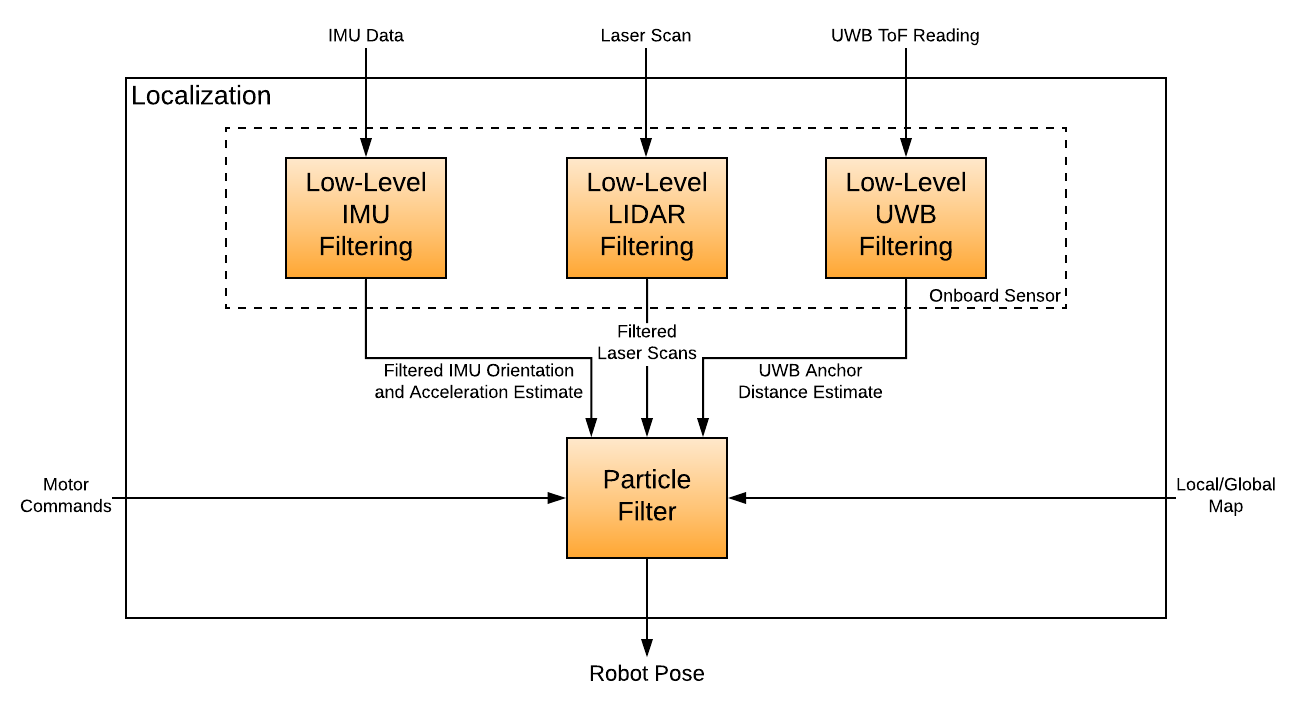 IMU Data
Laser Scan
UWB ToF Reading
Localization
Low-Level
IMU
Filtering
Low-Level
LIDAR
Filtering
Low-Level
UWB
Filtering
Onboard Sensor
Filtered
Laser Scans
Filtered IMU Orientation
and Acceleration Estimate
UWB Anchor
Distance Estimate
Motor
Commands
Particle
Filter
Local/Global
Map
Robot Pose